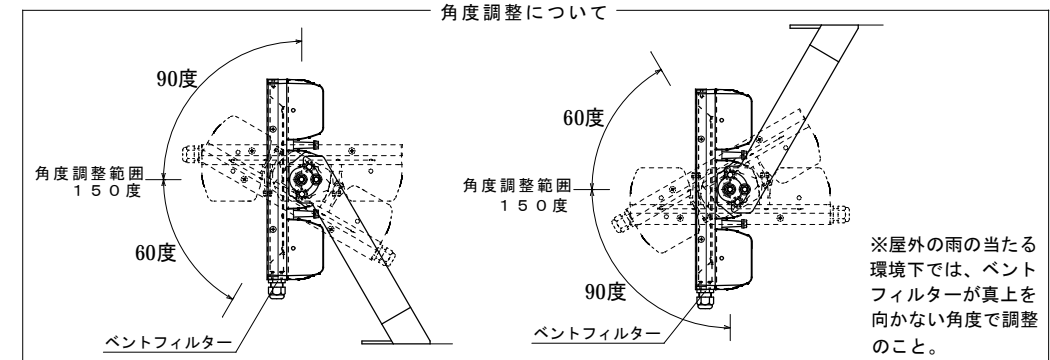 角度調整について
90度
角度調整範囲
１５０度
60度
ベントフィルター
60度
角度調整範囲
１５０度
90度
ベントフィルター
※屋外の雨の当たる
環境下では、ベント
フィルターが真上を
向かない角度で調整
のこと。